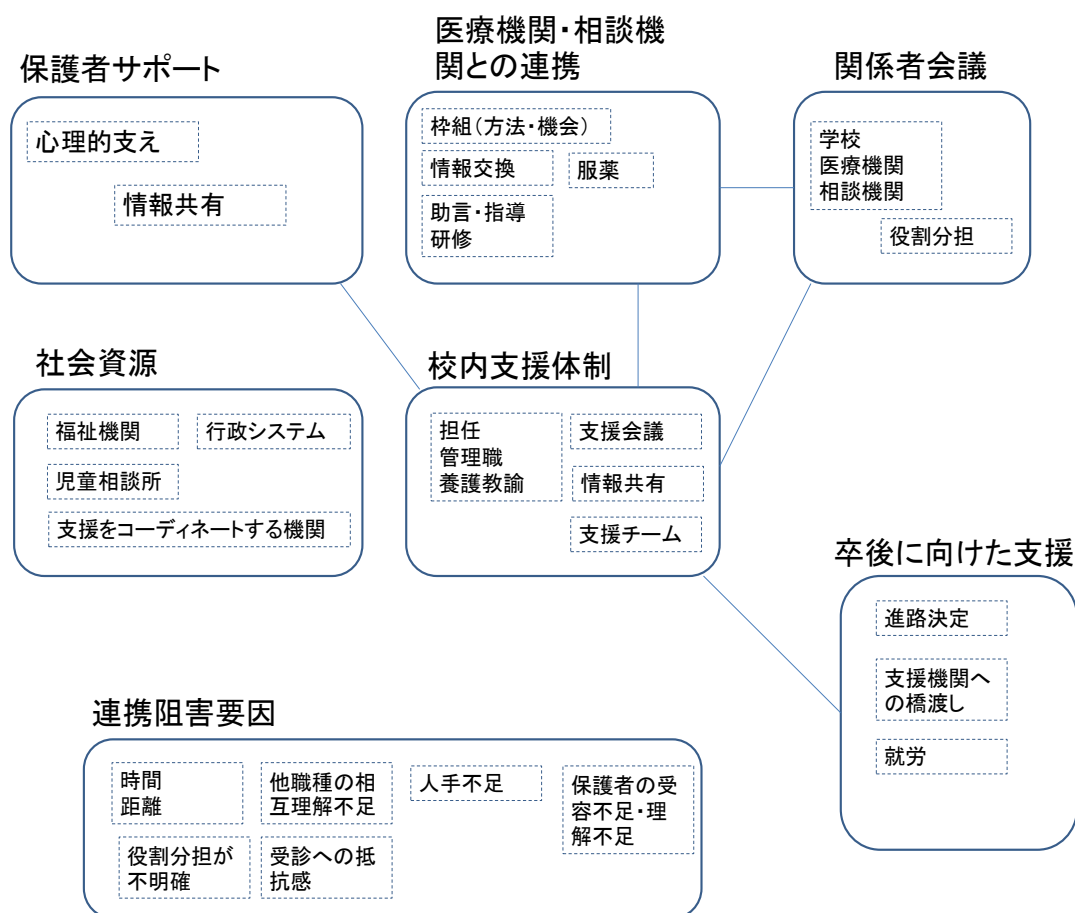 保護者サポート
心理的支え
情報共有
医療機関・相談機
関との連携
枠組（方法・機会）
情報交換
服薬
助言・指導
研修
関係者会議
学校
医療機関
相談機関
役割分担
社会資源
福祉機関
行政システム
児童相談所
支援をコーディネートする機関
校内支援体制
担任
管理職
養護教諭
支援会議
情報共有
支援チーム
卒後に向けた支援
進路決定
支援機関へ
の橋渡し
就労
連携阻害要因
時間
距離
他職種の相
互理解不足
人手不足
保護者の受
容不足・理
解不足
役割分担が
不明確
受診への抵
抗感